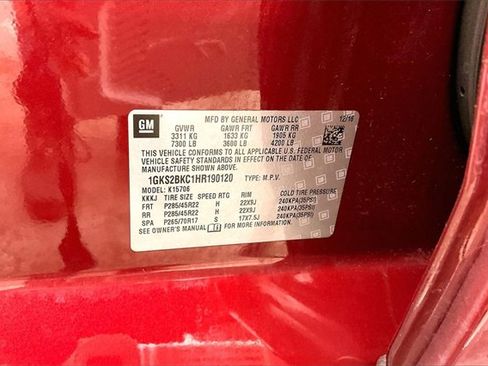 GM
MFD BY GENERAL MOTORS LLC 12/16
GVWR GAWR FRT GAWR RR
3311 KG 1633 KG 1905 KG
7300 LB 3600 LB 4200 LB
THIS VEHICLE CONFORMS TO ALL APPLICABLE U.S. FEDERAL MOTOR
VEHICLE SAFETY STANDARDS IN EFFECT ON THE DATE OF
MANUFACTURE SHOWN ABOVE.
1GKS2BKC1HR190120 TYPE: M.P.V.
MODEL: K15706
KKKJ TIRE SIZE SPEED RTG RIM COLD TIRE PRESSURE
FRT P285/45R22 H 22X9J 240KPA(35PSI)
RR P285/45R22 H 22X9J 240KPA(35PSI)
SPA P265/70R17 S 17X7.5J 240KPA(35PSI)
SEE OWNER'S MANUAL FOR MORE INFORMATION.